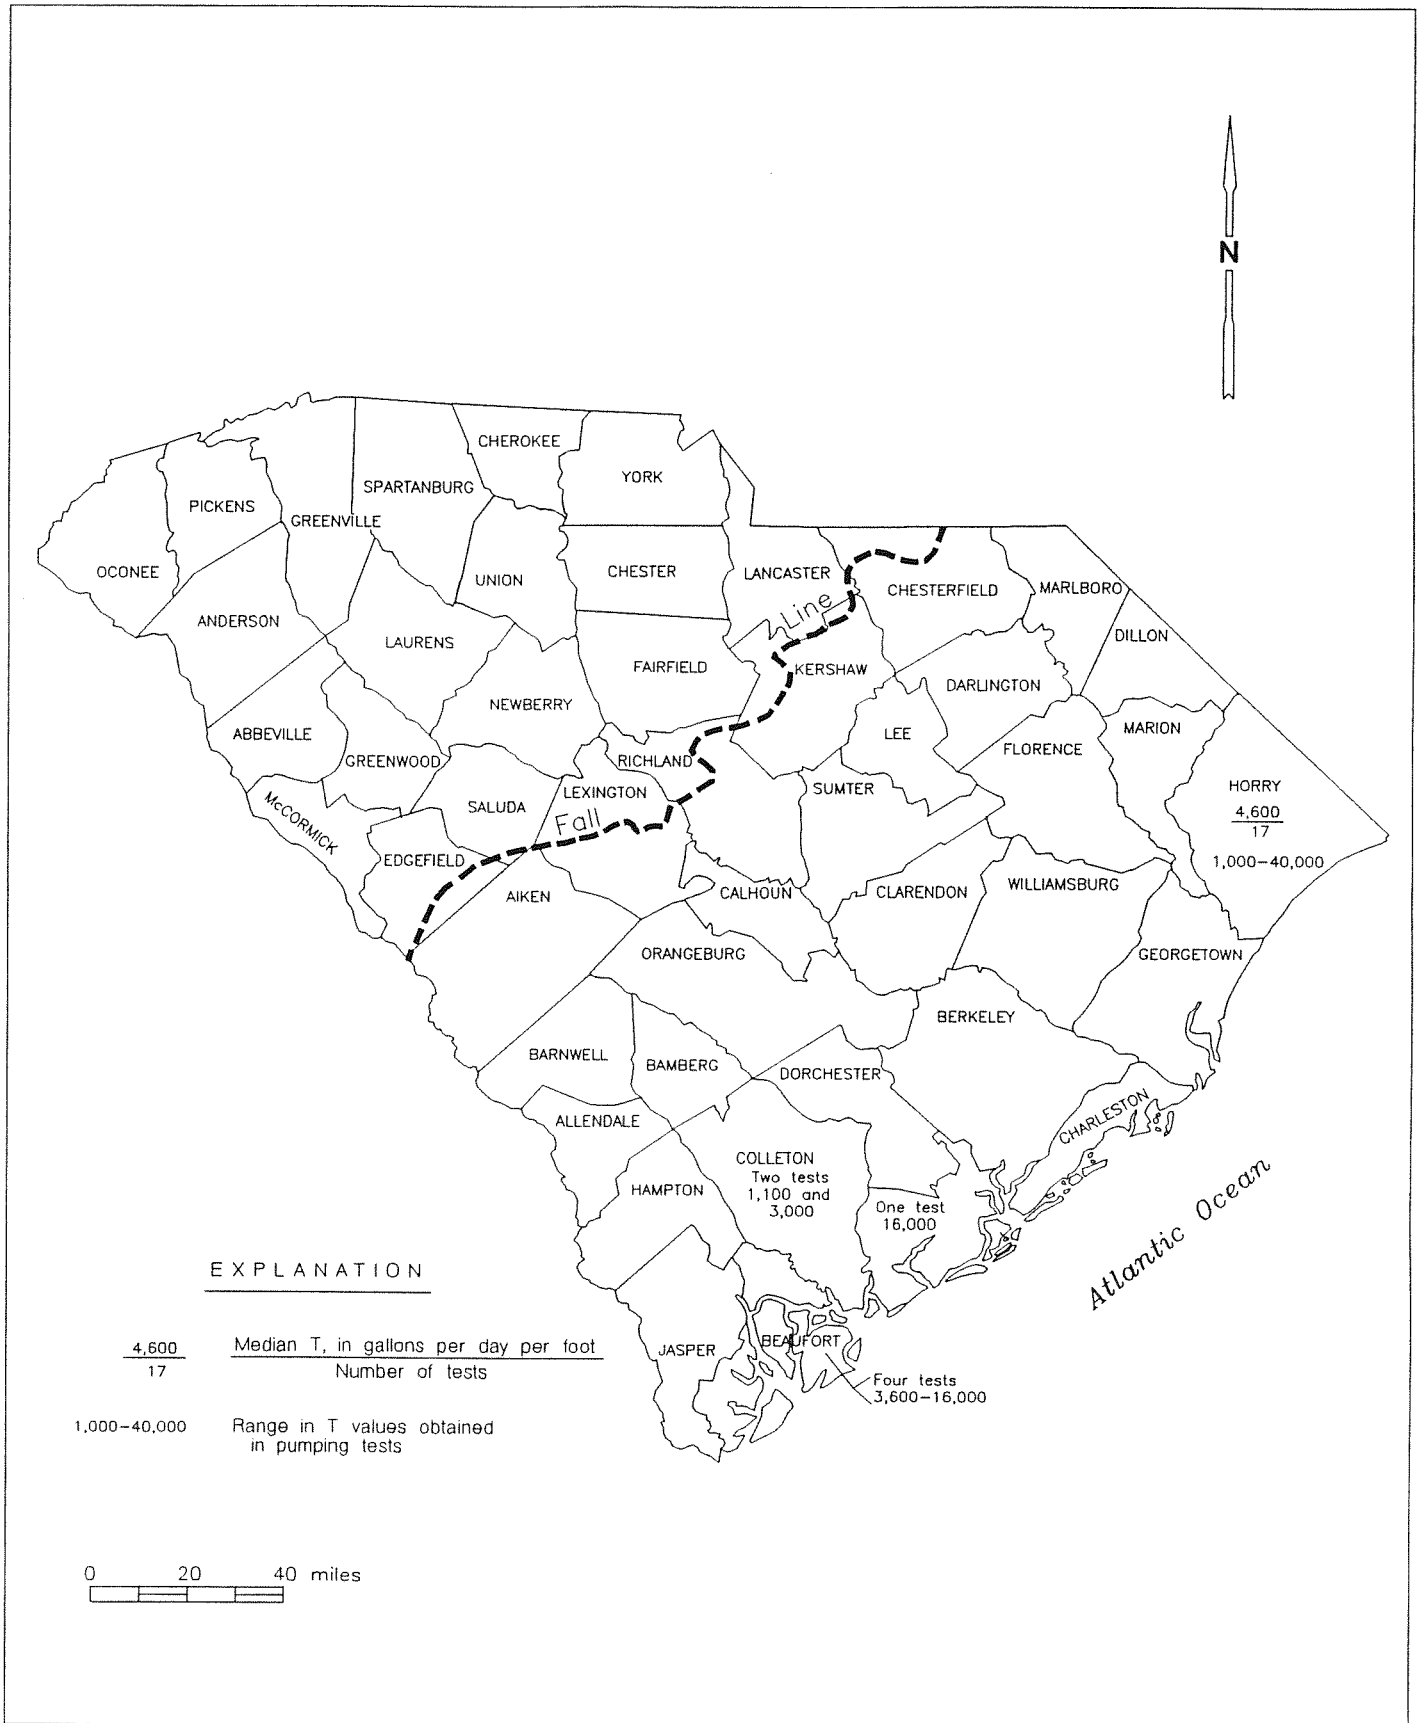 N
CHEROKEE
YORK
SPARTANBURG
PICKENS
GREENVILLE
OCONEE
UNION
CHESTER
LANCASTER
CHESTERFIELD
MARLBORO
ANDERSON
LAURENS
Line
DILLON
FAIRFIELD
KERSHAW
DARLINGTON
NEWBERRY
ABBEVILLE
GREENWOOD
RICHLAND
LEE
FLORENCE
MARION
McCORMICK
SALUDA
LEXINGTON
Fall
SUMTER
HORRY
4,600
17
1,000-40,000
EDGEFIELD
AIKEN
CALHOUN
CLARENDON
WILLIAMSBURG
ORANGEBURG
GEORGETOWN
BERKELEY
BARNWELL
BAMBERG
DORCHESTER
ALLENDALE
CHARLESTON
COLLETON
Two tests
1,100 and
3,000
HAMPTON
One test
16,000
Atlantic Ocean
JASPER
BEAUFORT
Four tests
3,600-16,000
EXPLANATION
4,600 Median T, in gallons per day per foot
17 Number of tests
1,000-40,000 Range in T values obtained
in pumping tests
0 20 40 miles